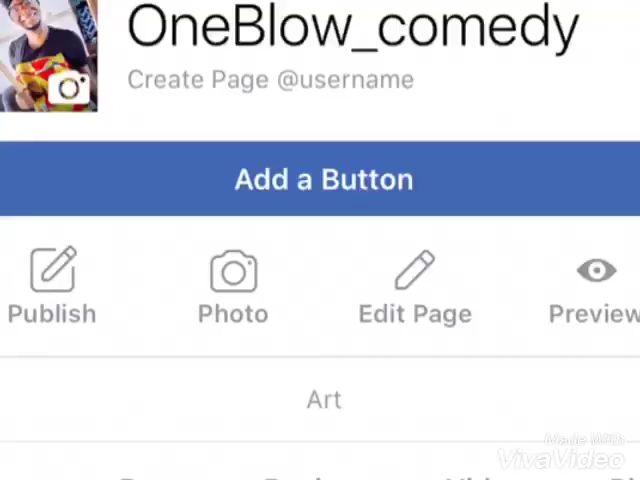 OneBlow_comedy
Create Page @username
Add a Button
Publish
Photo
Edit Page
Preview
Art
Made With
VivaVideo